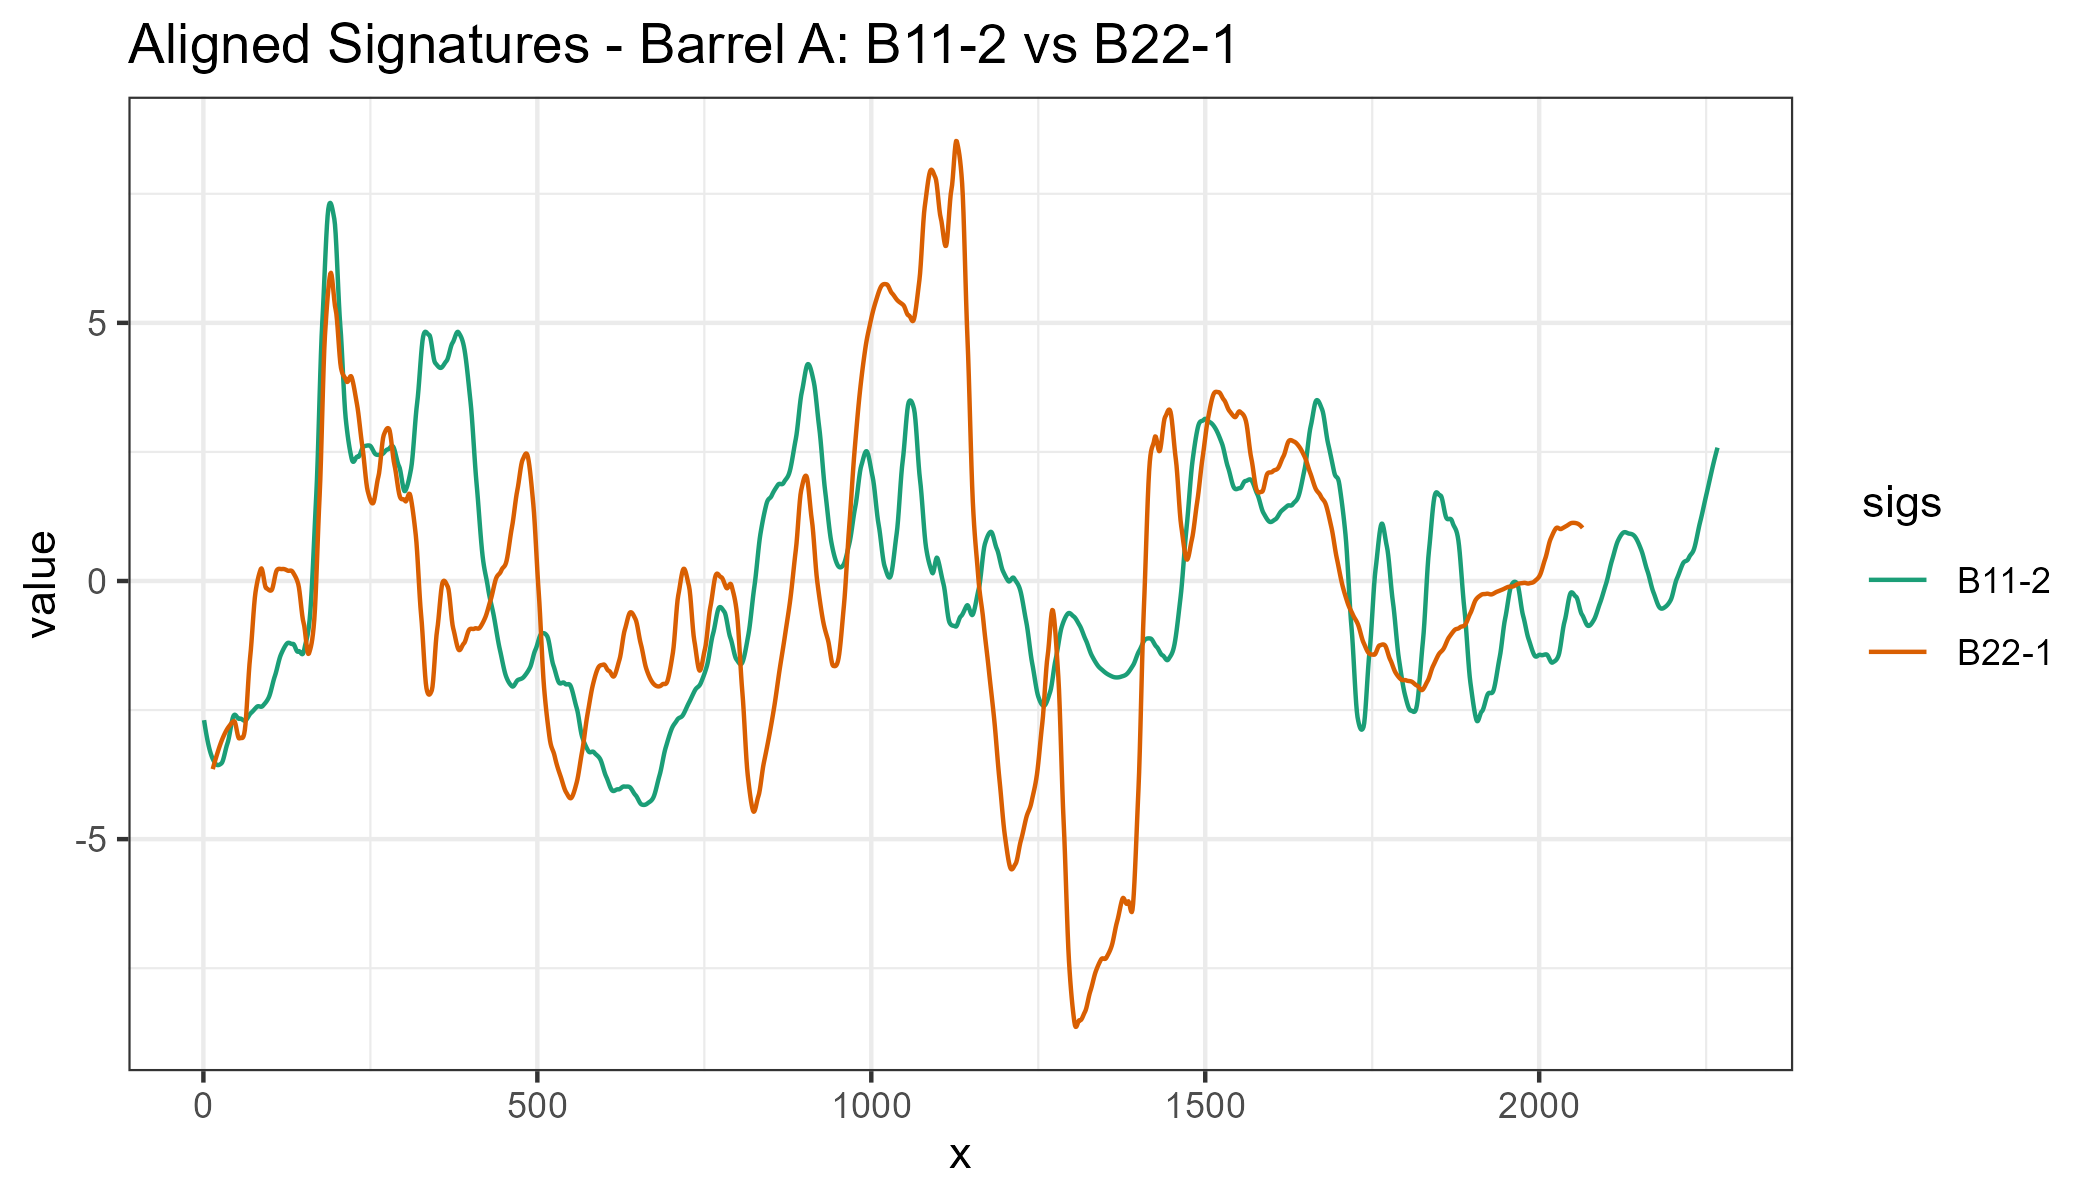 Aligned Signatures - Barrel A: B11-2 vs B22-1
value
5
0
-5
0 500 1000 1500 2000
x
sigs
B11-2
B22-1